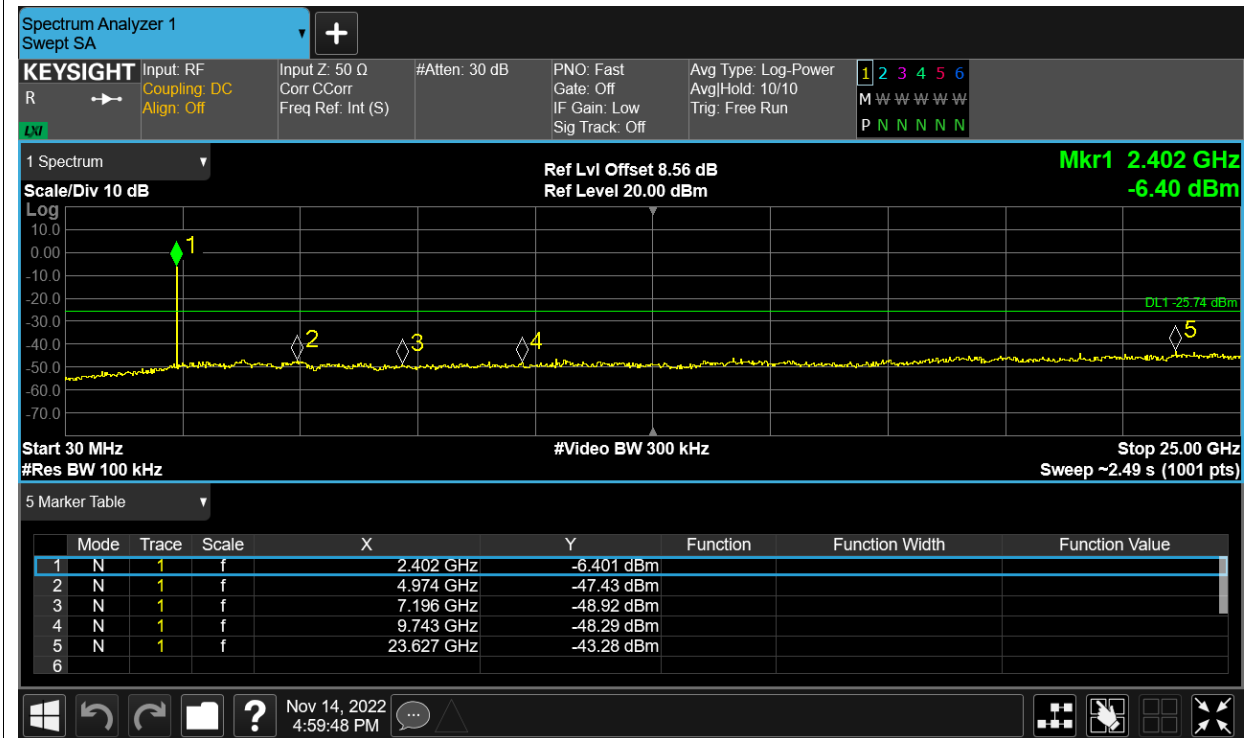 Spectrum Analyzer 1
Swept SA
+
KEYSIGHT Input: RF Input Z: 50 Ω #Atten: 30 dB PNO: Fast Avg Type: Log-Power 1 2 3 4 5 6
R Coupling: DC Corr CCorr Gate: Off Avg|Hold: 10/10 M W W W W W
Align: Off Freq Ref: Int (S) IF Gain: Low Trig: Free Run
LXI Sig Track: Off P N N N N N
1 Spectrum Ref Lvl Offset 8.56 dB Mkr1 2.402 GHz
Scale/Div 10 dB Ref Level 20.00 dBm -6.40 dBm
Log
10.0
0.00 1
-10.0
-20.0 DL1 -25.74 dBm
-30.0
-40.0 2 3 4 5
-50.0
-60.0
-70.0
Start 30 MHz #Video BW 300 kHz Stop 25.00 GHz
#Res BW 100 kHz Sweep ~2.49 s (1001 pts)
5 Marker Table
Mode Trace Scale X Y Function Function Width Function Value
1 N 1 f 2.402 GHz -6.401 dBm
2 N 1 f 4.974 GHz -47.43 dBm
3 N 1 f 7.196 GHz -48.92 dBm
4 N 1 f 9.743 GHz -48.29 dBm
5 N 1 f 23.627 GHz -43.28 dBm
6
? Nov 14, 2022
4:59:48 PM